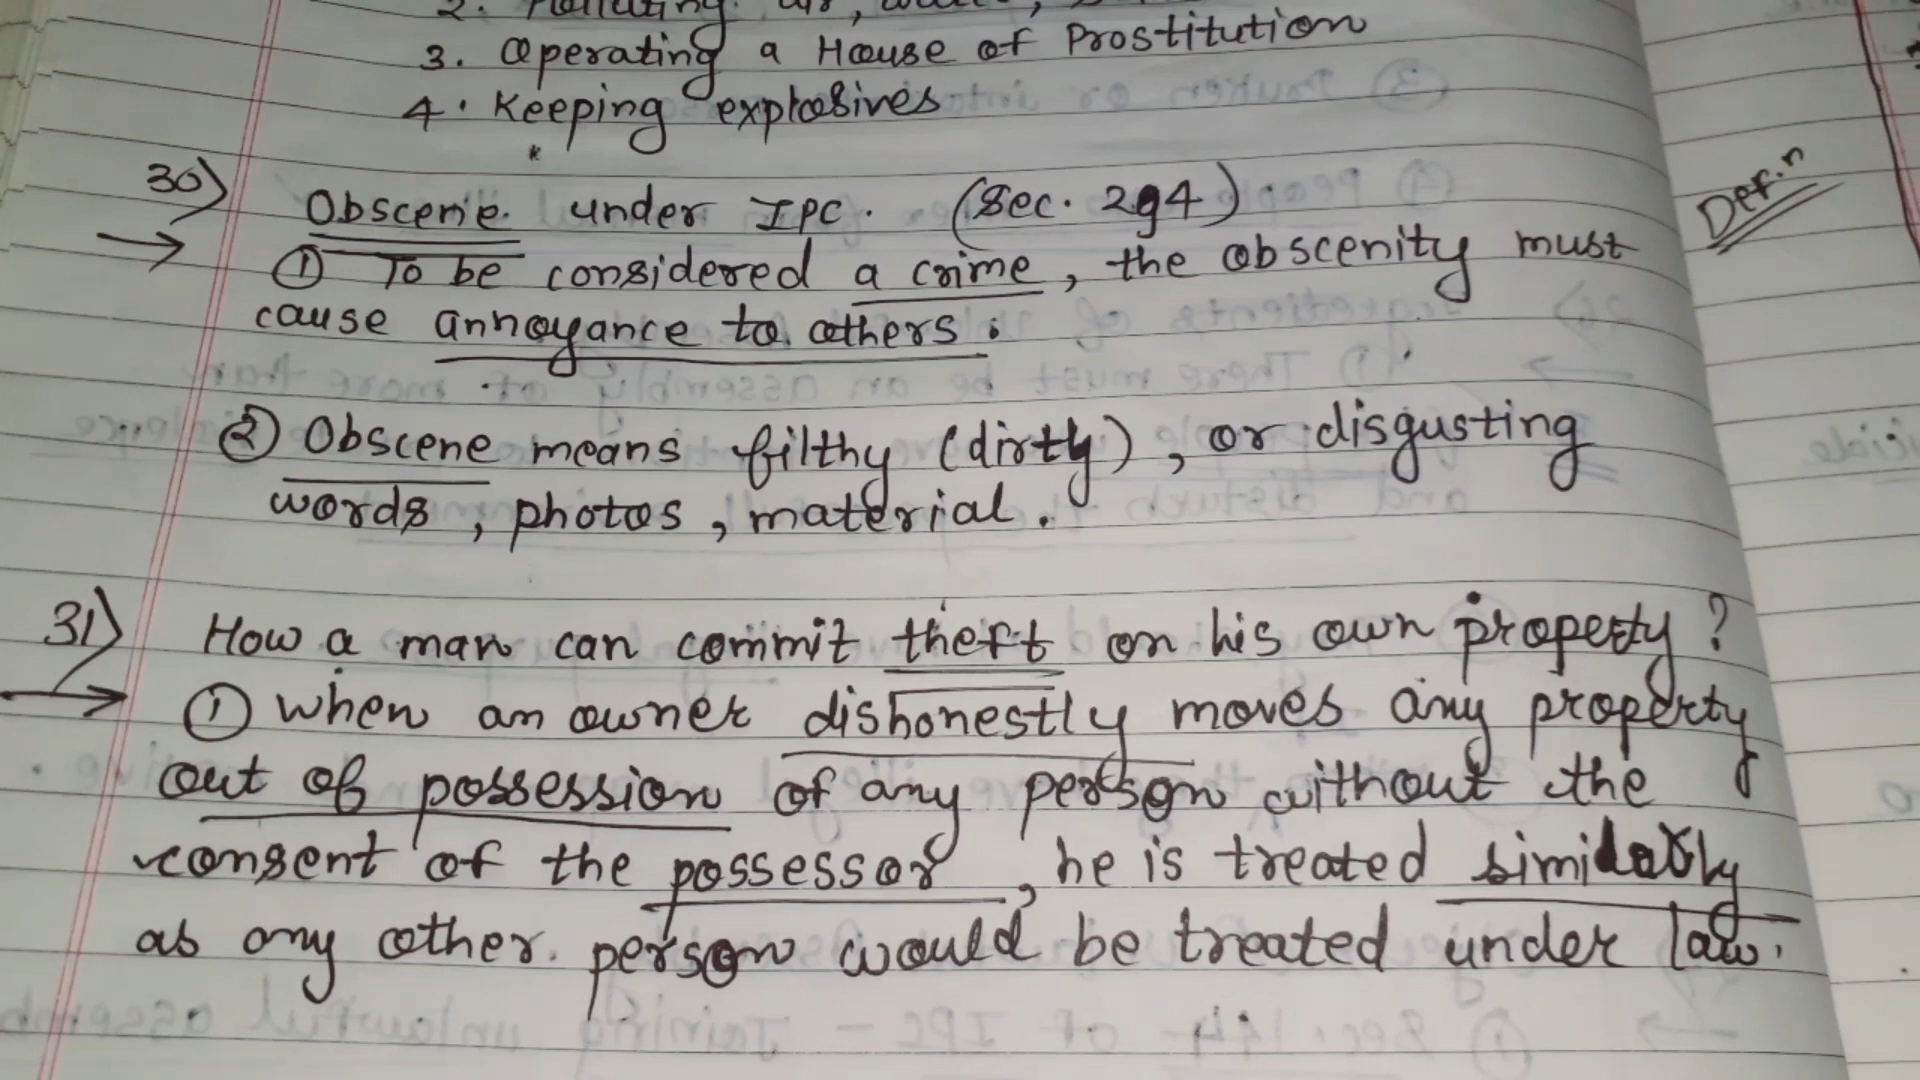 2. Polluting air,
3. Operating a House of Prostitution
4. Keeping explosives
30) Obscene under IPC. (Sec. 294)
① To be considered a crime, the obscenity must
cause annoyance to others.
② Obscene means filthy (dirty), or disgusting
words, photos, material.
31) How a man can commit theft on his own property?
① When an owner dishonestly moves any property
out of possession of any person without the
consent of the possessor, he is treated similarly
as any other person would be treated under law.
Def.n